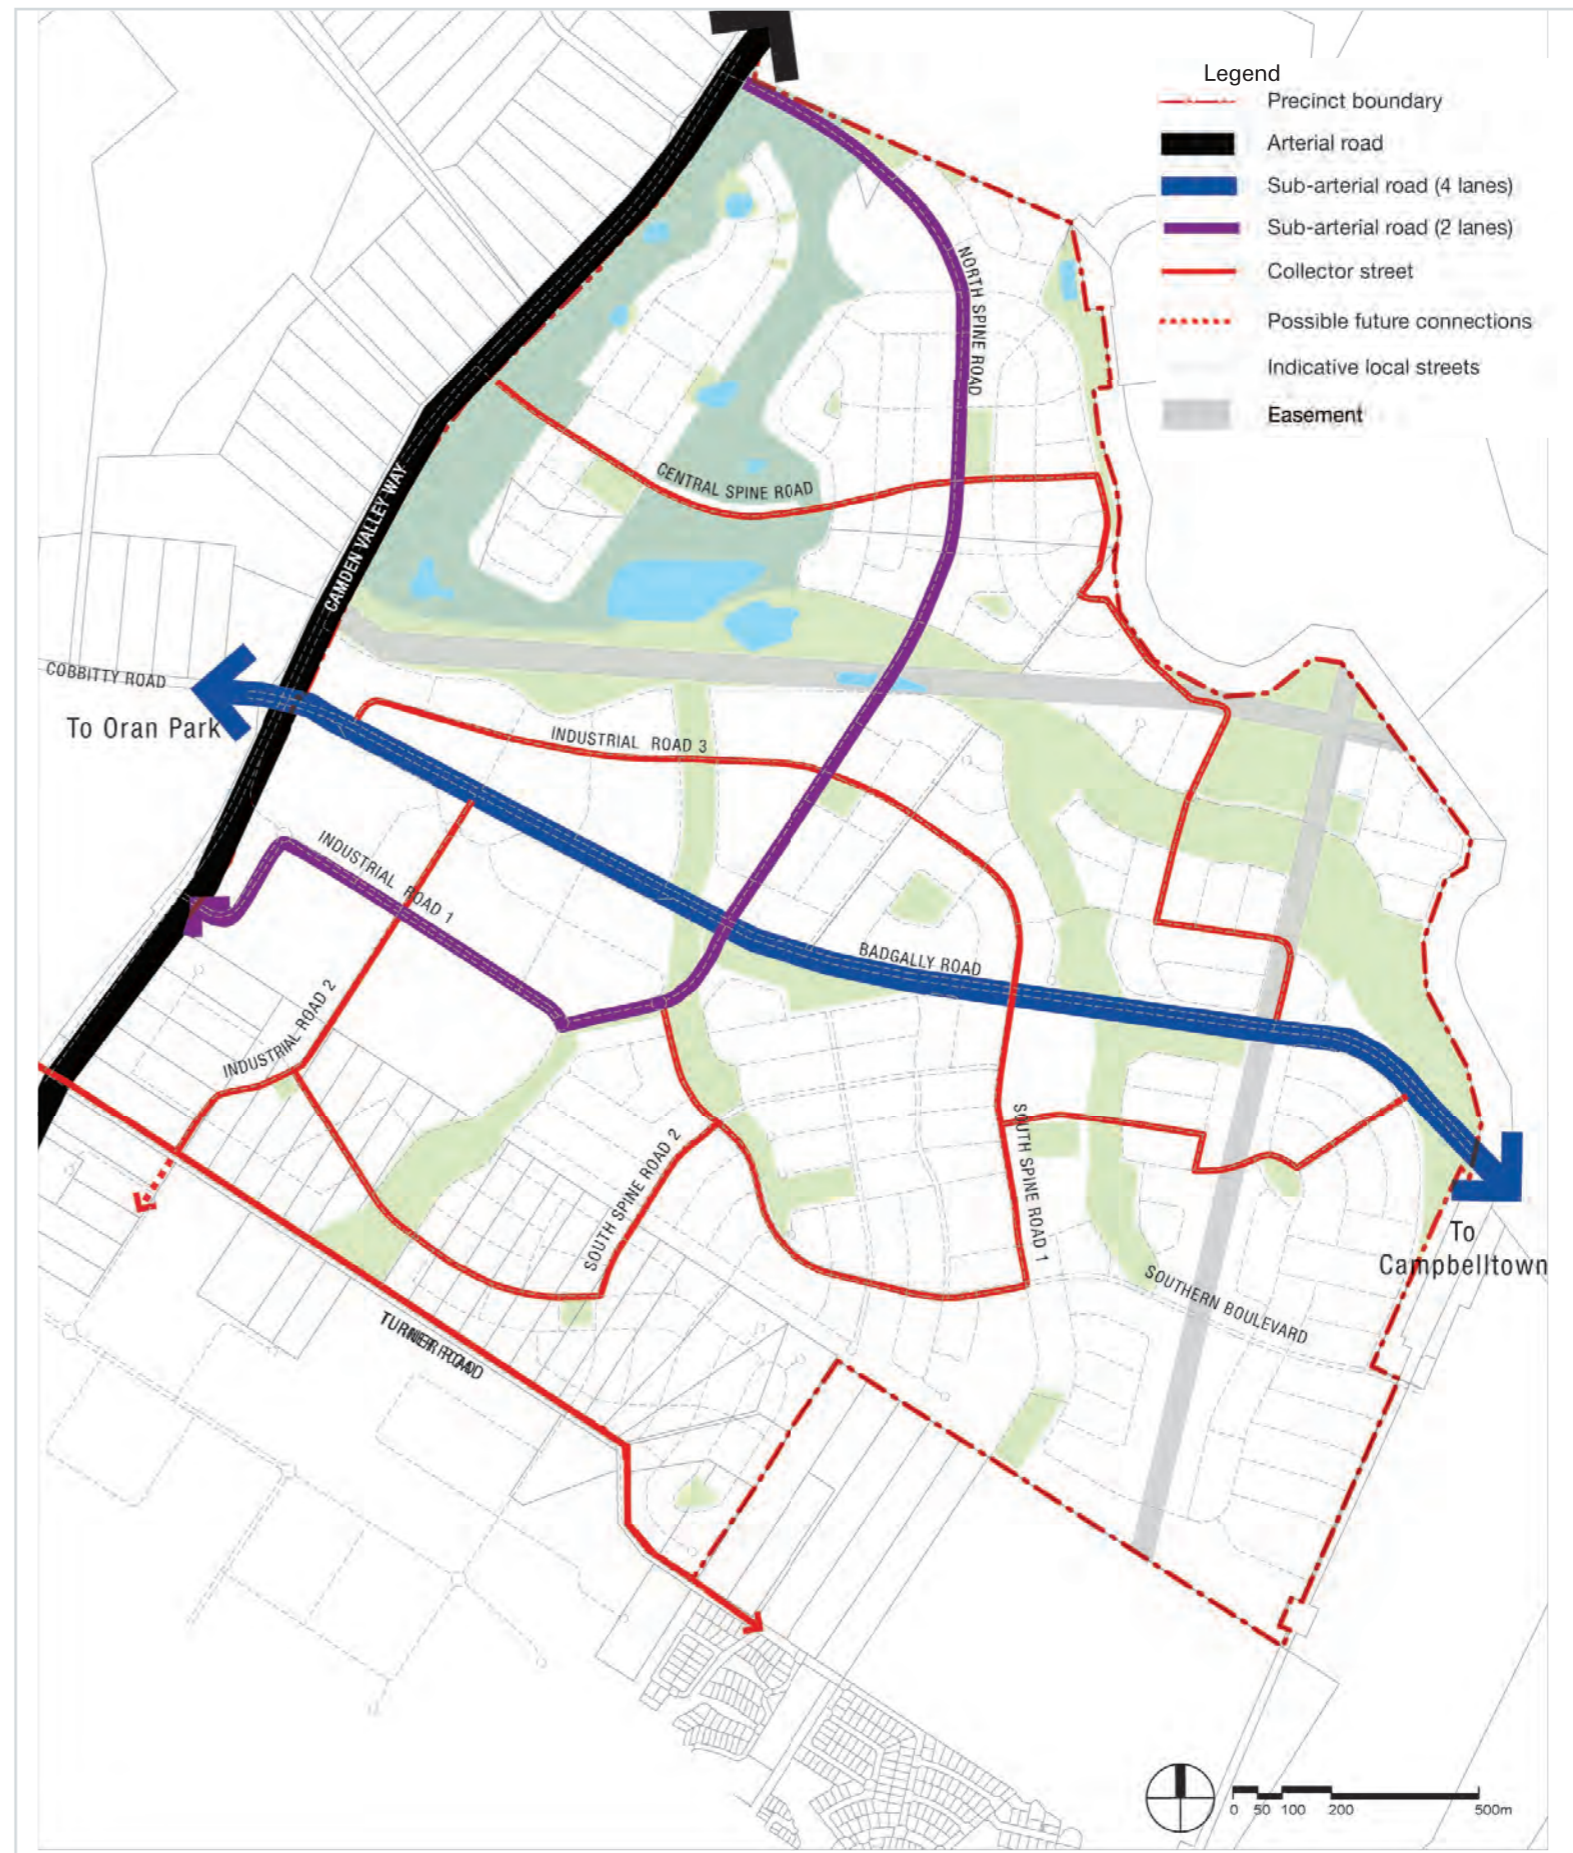 Legend
Precinct boundary
Arterial road
Sub-arterial road (4 lanes)
Sub-arterial road (2 lanes)
Collector street
Possible future connections
Indicative local streets
Easement
NORTH SPINE ROAD
CENTRAL SPINE ROAD
CAMDEN VALLEY WAY
COBBITTY ROAD
To Oran Park
INDUSTRIAL ROAD 3
INDUSTRIAL ROAD 1
BADGALLY ROAD
INDUSTRIAL ROAD 2
SOUTH SPINE ROAD 2
SOUTH SPINE ROAD 1
To
Campbelltown
SOUTHERN BOULEVARD
TURNER ROAD
0 50 100 200 500m